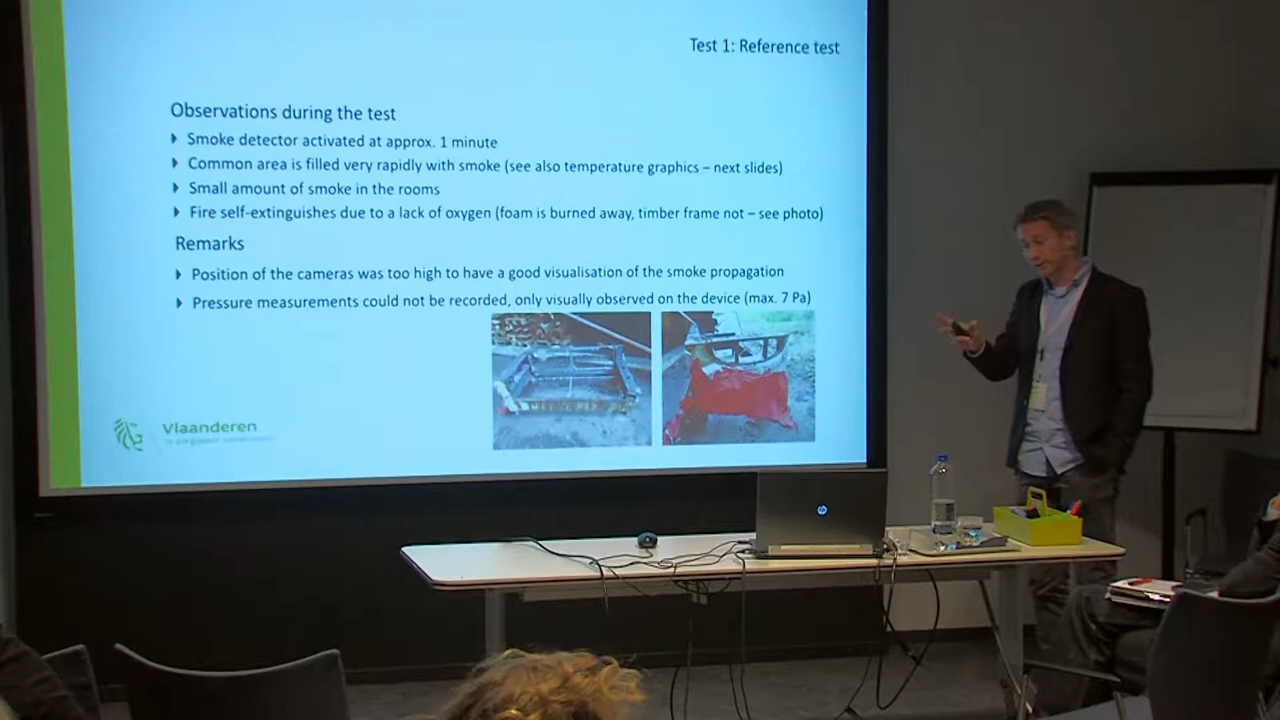 Test 1: Reference test
Observations during the test
Smoke detector activated at approx. 1 minute
Common area is filled very rapidly with smoke (see also temperature graphics – next slides)
Small amount of smoke in the rooms
Fire self-extinguishes due to a lack of oxygen (foam is burned away, timber frame not – see photo)
Remarks
Position of the cameras was too high to have a good visualisation of the smoke propagation
Pressure measurements could not be recorded, only visually observed on the device (max. 7 Pa)
Vlaanderen
hp